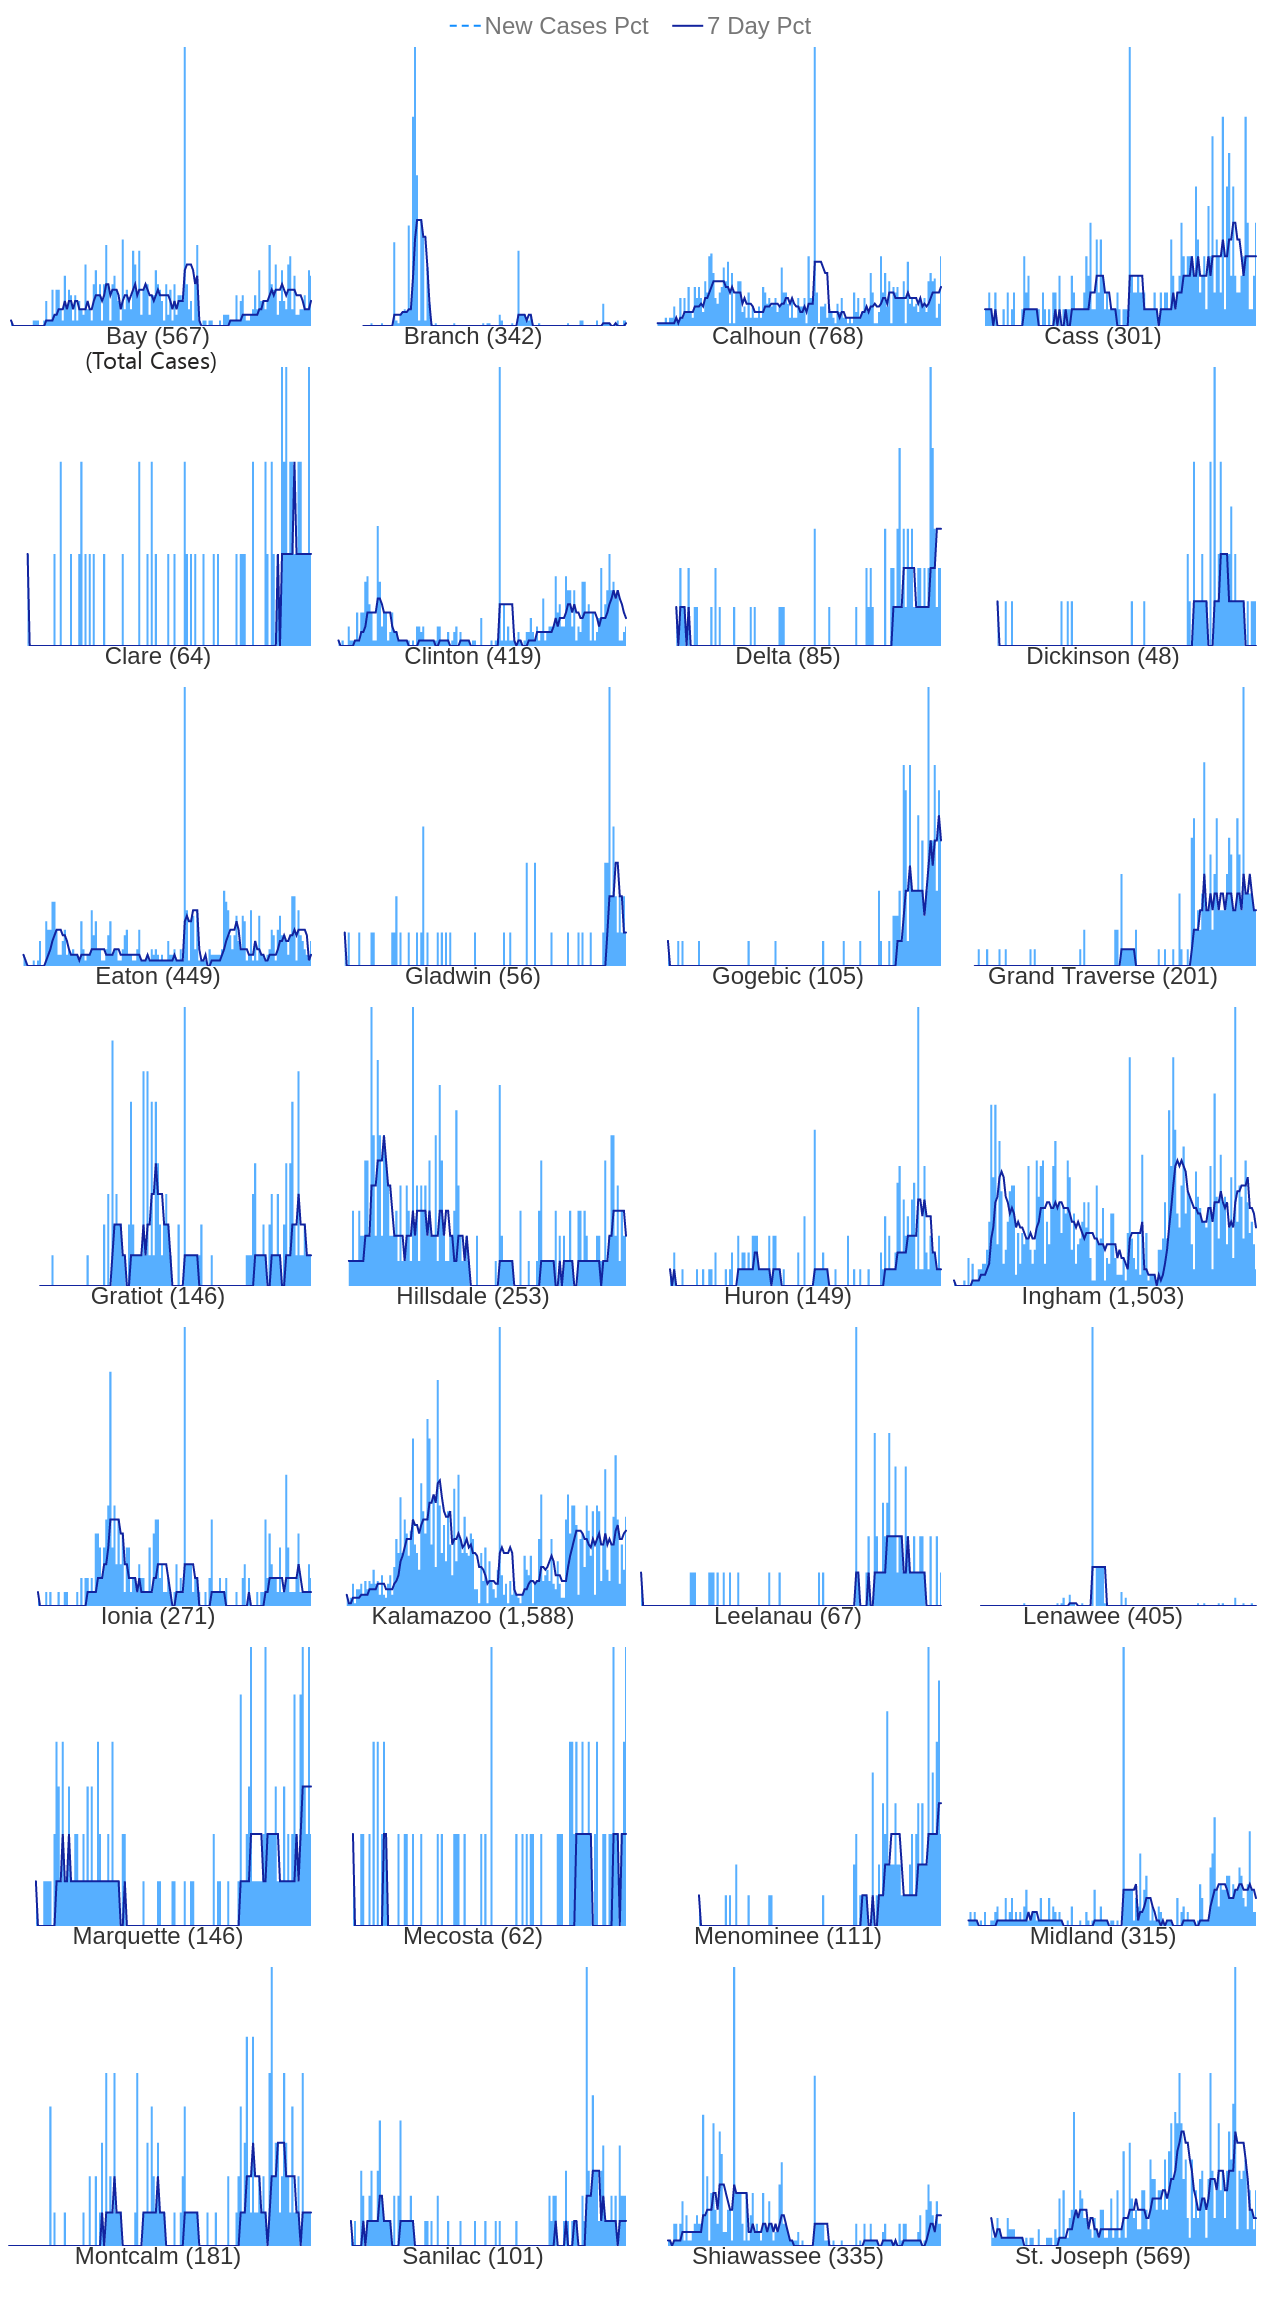 New Cases Pct 7 Day Pct
Bay (567) Branch (342) Calhoun (768) Cass (301)
(Total Cases)
Clare (64) Clinton (419) Delta (85) Dickinson (48)
Eaton (449) Gladwin (56) Gogebic (105) Grand Traverse (201)
Gratiot (146) Hillsdale (253) Huron (149) Ingham (1,503)
Ionia (271) Kalamazoo (1,588) Leelanau (67) Lenawee (405)
Marquette (146) Mecosta (62) Menominee (111) Midland (315)
Montcalm (181) Sanilac (101) Shiawassee (335) St. Joseph (569)